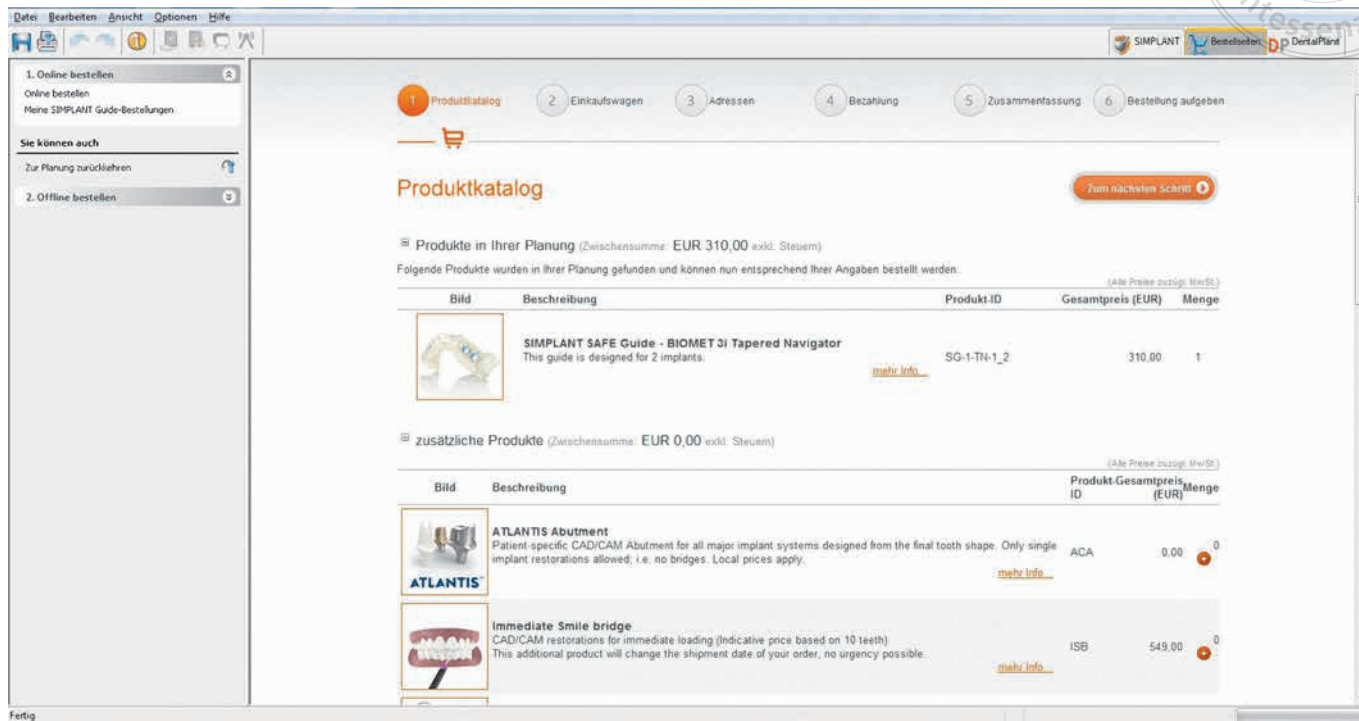 Datei Bearbeiten Ansicht Optionen Hilfe
SIMPLANT Bestellseiten DP DentalPlanit
1. Online bestellen
Online bestellen
Meine SIMPLANT Guide-Bestellungen
Sie können auch
Zur Planung zurückkehren
2. Offline bestellen
1 Produktkatalog 2 Einkaufswagen 3 Adressen 4 Bezahlung 5 Zusammenfassung 6 Bestellung aufgeben
Produktkatalog
Zum nächsten Schritt
Produkte in Ihrer Planung (Zwischensumme: EUR 310,00 exkl. Steuern)
Folgende Produkte wurden in Ihrer Planung gefunden und können nun entsprechend Ihrer Angaben bestellt werden.
(Alle Preise zuzügl. MwSt.)
Bild Beschreibung Produkt-ID Gesamtpreis (EUR) Menge
SIMPLANT SAFE Guide - BIOMET 3i Tapered Navigator
This guide is designed for 2 implants.
mehr Info...
SG-1-TN-1_2 310,00 1
zusätzliche Produkte (Zwischensumme: EUR 0,00 exkl. Steuern)
(Alle Preise zuzügl. MwSt.)
Bild Beschreibung Produkt-ID Gesamtpreis (EUR) Menge
ATLANTIS Abutment
Patient-specific CAD/CAM Abutment for all major implant systems designed from the final tooth shape. Only single
implant restorations allowed; i.e. no bridges. Local prices apply.
mehr Info...
ACA 0,00 0
ATLANTIS
Immediate Smile bridge
CAD/CAM restorations for immediate loading (Indicative price based on 10 teeth)
This additional product will change the shipment date of your order, no urgency possible.
mehr Info...
ISB 549,00 0
Fertig